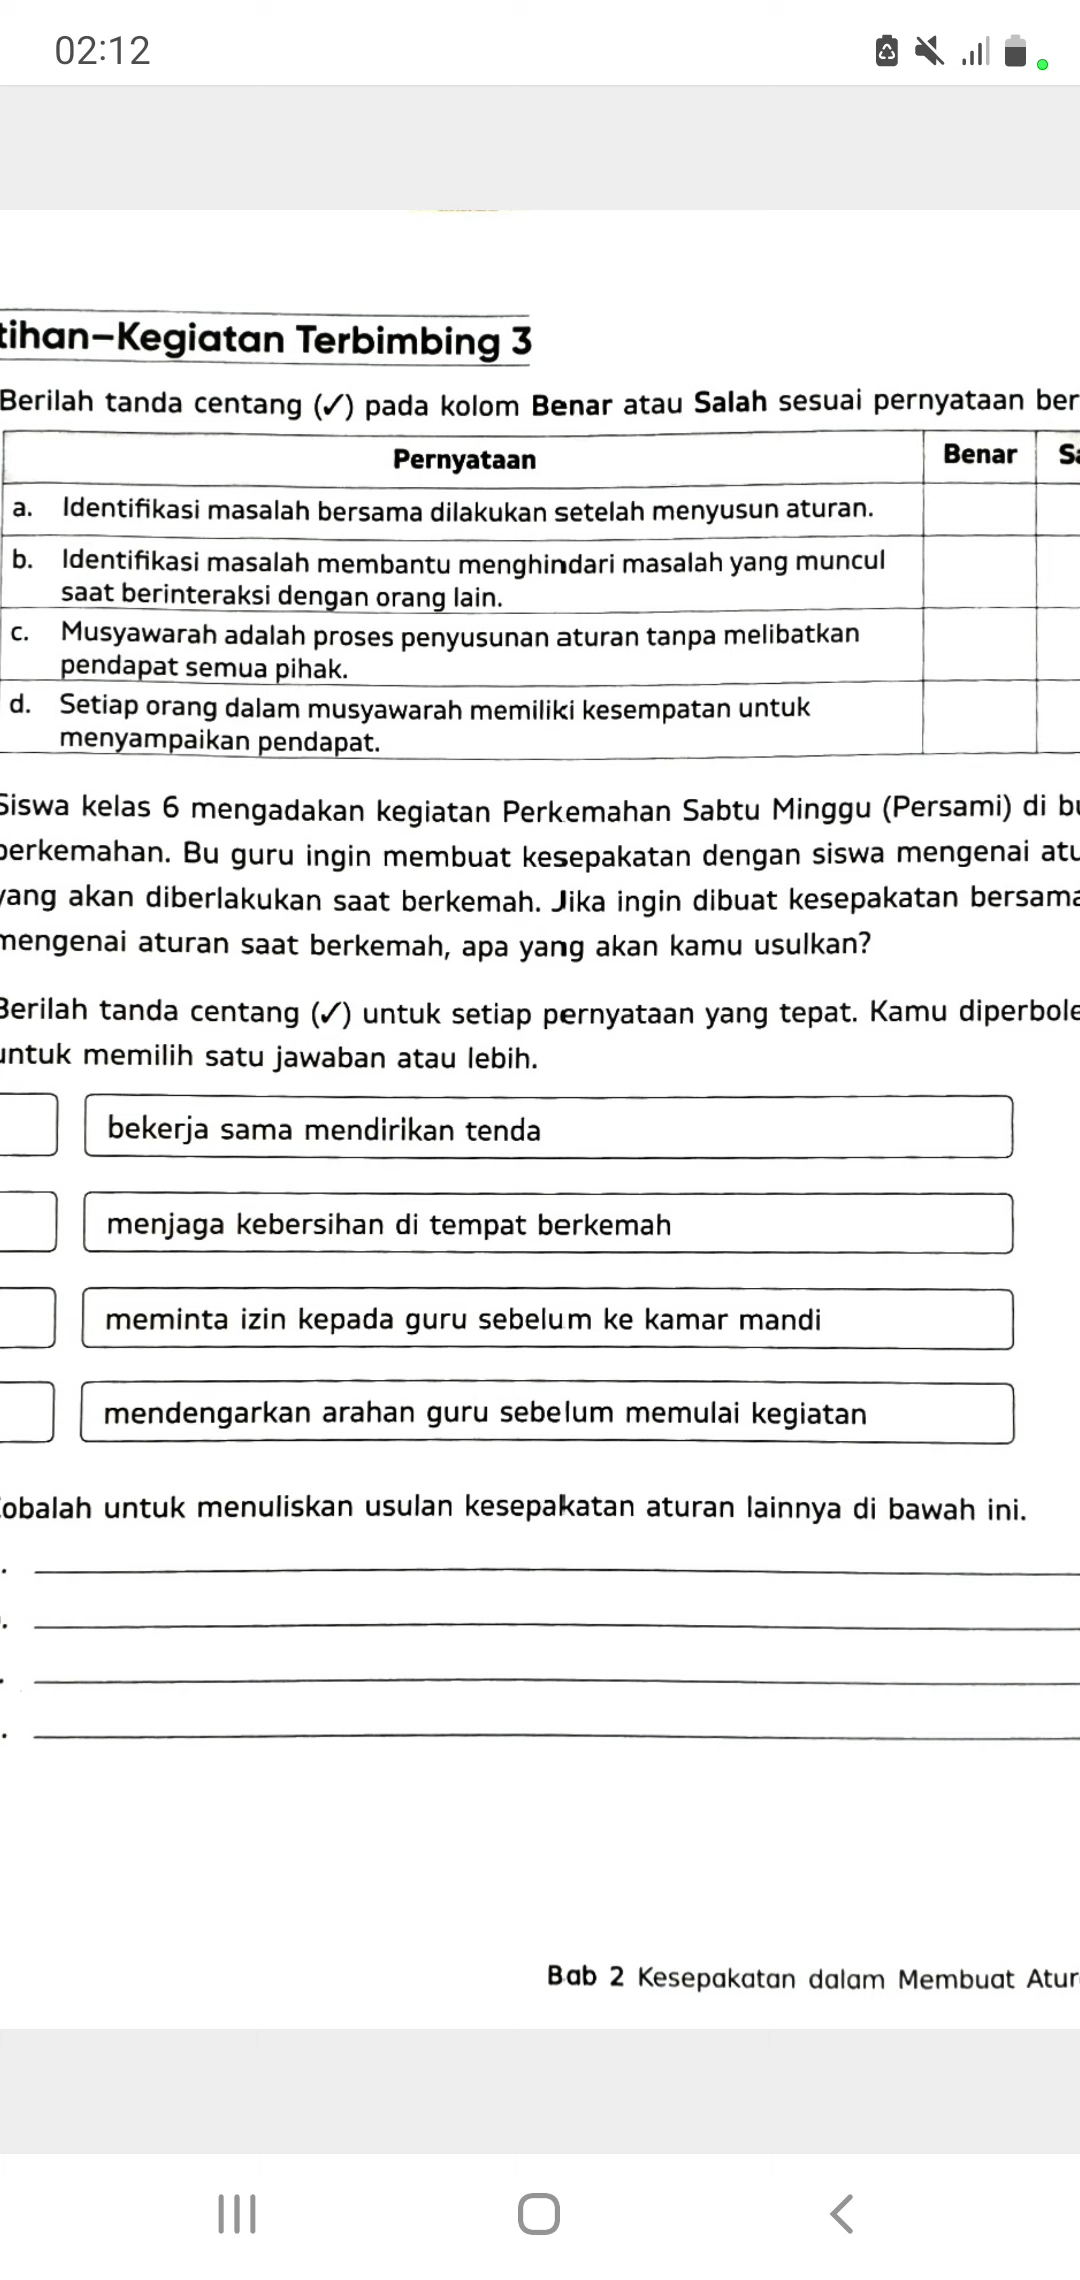 02:12
tihan–Kegiatan Terbimbing 3
Berilah tanda centang (✓) pada kolom Benar atau Salah sesuai pernyataan ber
Pernyataan Benar Sa
a. Identifikasi masalah bersama dilakukan setelah menyusun aturan.
b. Identifikasi masalah membantu menghindari masalah yang muncul
saat berinteraksi dengan orang lain.
c. Musyawarah adalah proses penyusunan aturan tanpa melibatkan
pendapat semua pihak.
d. Setiap orang dalam musyawarah memiliki kesempatan untuk
menyampaikan pendapat.
Siswa kelas 6 mengadakan kegiatan Perkemahan Sabtu Minggu (Persami) di bu
perkemahan. Bu guru ingin membuat kesepakatan dengan siswa mengenai atu
yang akan diberlakukan saat berkemah. Jika ingin dibuat kesepakatan bersama
mengenai aturan saat berkemah, apa yang akan kamu usulkan?
Berilah tanda centang (✓) untuk setiap pernyataan yang tepat. Kamu diperbole
untuk memilih satu jawaban atau lebih.
bekerja sama mendirikan tenda
menjaga kebersihan di tempat berkemah
meminta izin kepada guru sebelum ke kamar mandi
mendengarkan arahan guru sebelum memulai kegiatan
obalah untuk menuliskan usulan kesepakatan aturan lainnya di bawah ini.
Bab 2 Kesepakatan dalam Membuat Atur